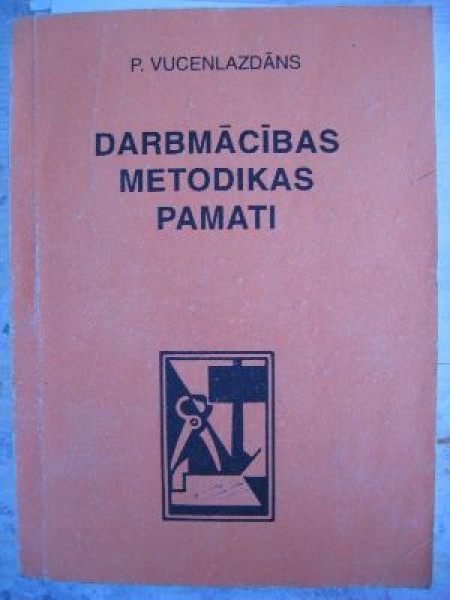 P. VUCENLAZDĀNS
DARBMĀCĪBAS
METODIKAS
PAMATI